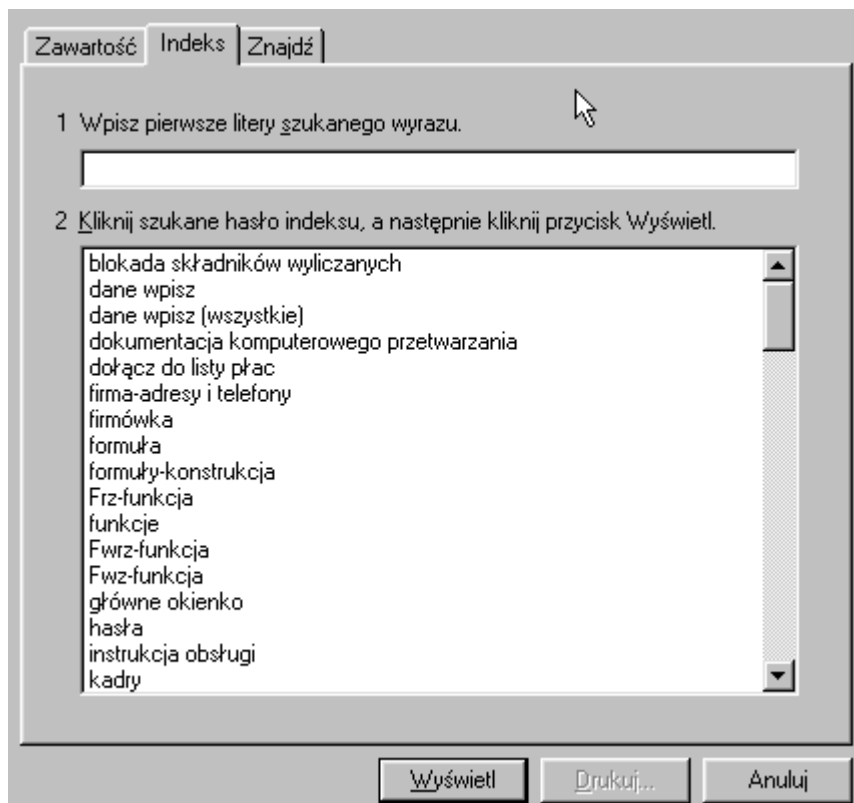 Zawartość Indeks Znajdź
1 Wpisz pierwsze litery szukanego wyrazu.
2 Kliknij szukane hasło indeksu, a następnie kliknij przycisk Wyświetl.
blokada składników wyliczanych
dane wpisz
dane wpisz (wszystkie)
dokumentacja komputerowego przetwarzania
dołącz do listy płac
firma-adresy i telefony
firmówka
formuła
formuły-konstrukcja
Frz-funkcja
funkcje
Fwrz-funkcja
Fwz-funkcja
główne okienko
hasła
instrukcja obsługi
kadry
Wyświetl Drukuj... Anuluj